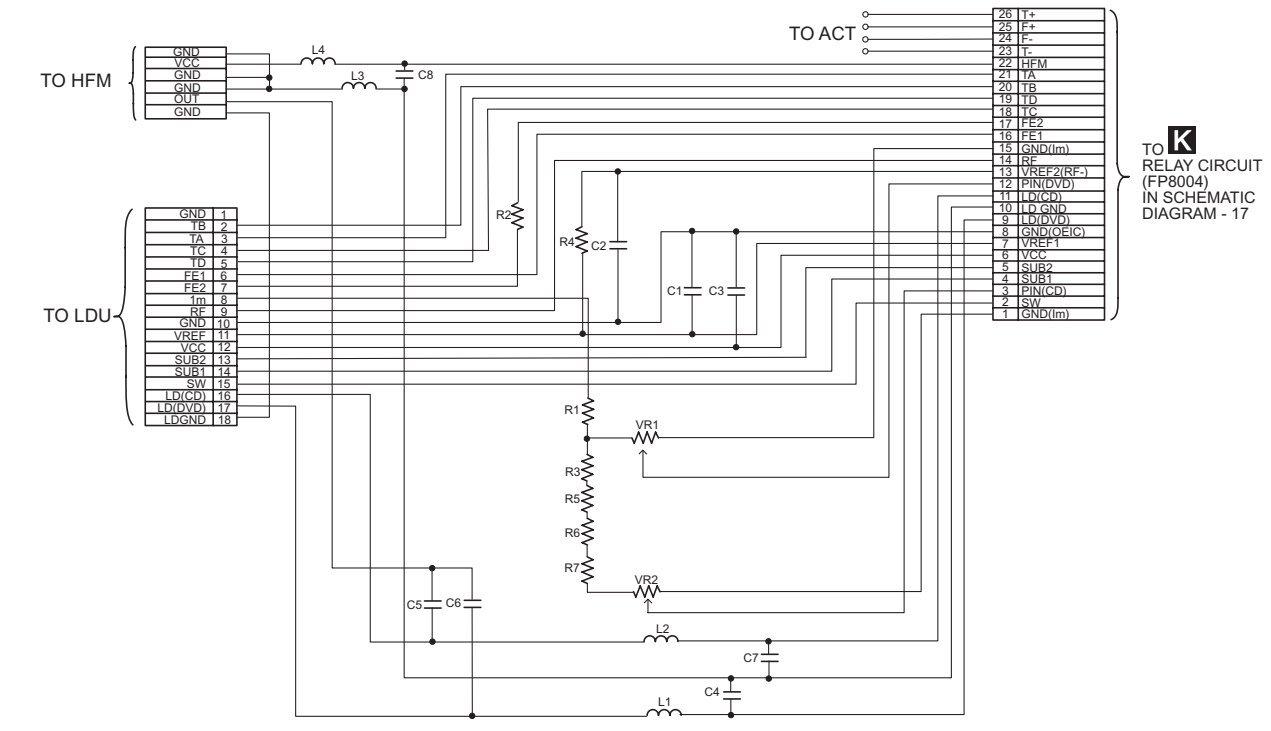 TO HFM
GND
VCC
GND
GND
OUT
GND
L4
L3
C8
TO ACT
26 T+
25 F+
24 F-
23 T-
22 HFM
21 TA
20 TB
19 TD
18 TC
17 FE2
16 FE1
15 GND(Im)
14 RF
13 VREF2(RF-)
12 PIN(DVD)
11 LD(CD)
10 LD GND
9 LD(DVD)
8 GND(OEIC)
7 VREF1
6 VCC
5 SUB2
4 SUB1
3 PIN(CD)
2 SW
1 GND(Im)
TO K
RELAY CIRCUIT
(FP8004)
IN SCHEMATIC
DIAGRAM - 17
TO LDU
GND 1
TB 2
TA 3
TC 4
TD 5
FE1 6
FE2 7
1m 8
RF 9
GND 10
VREF 11
VCC 12
SUB2 13
SUB1 14
SW 15
LD(CD) 16
LD(DVD) 17
LDGND 18
R2
R4
C2
C1
C3
R1
VR1
R3
R5
R6
R7
VR2
C5
C6
L2
C7
C4
L1